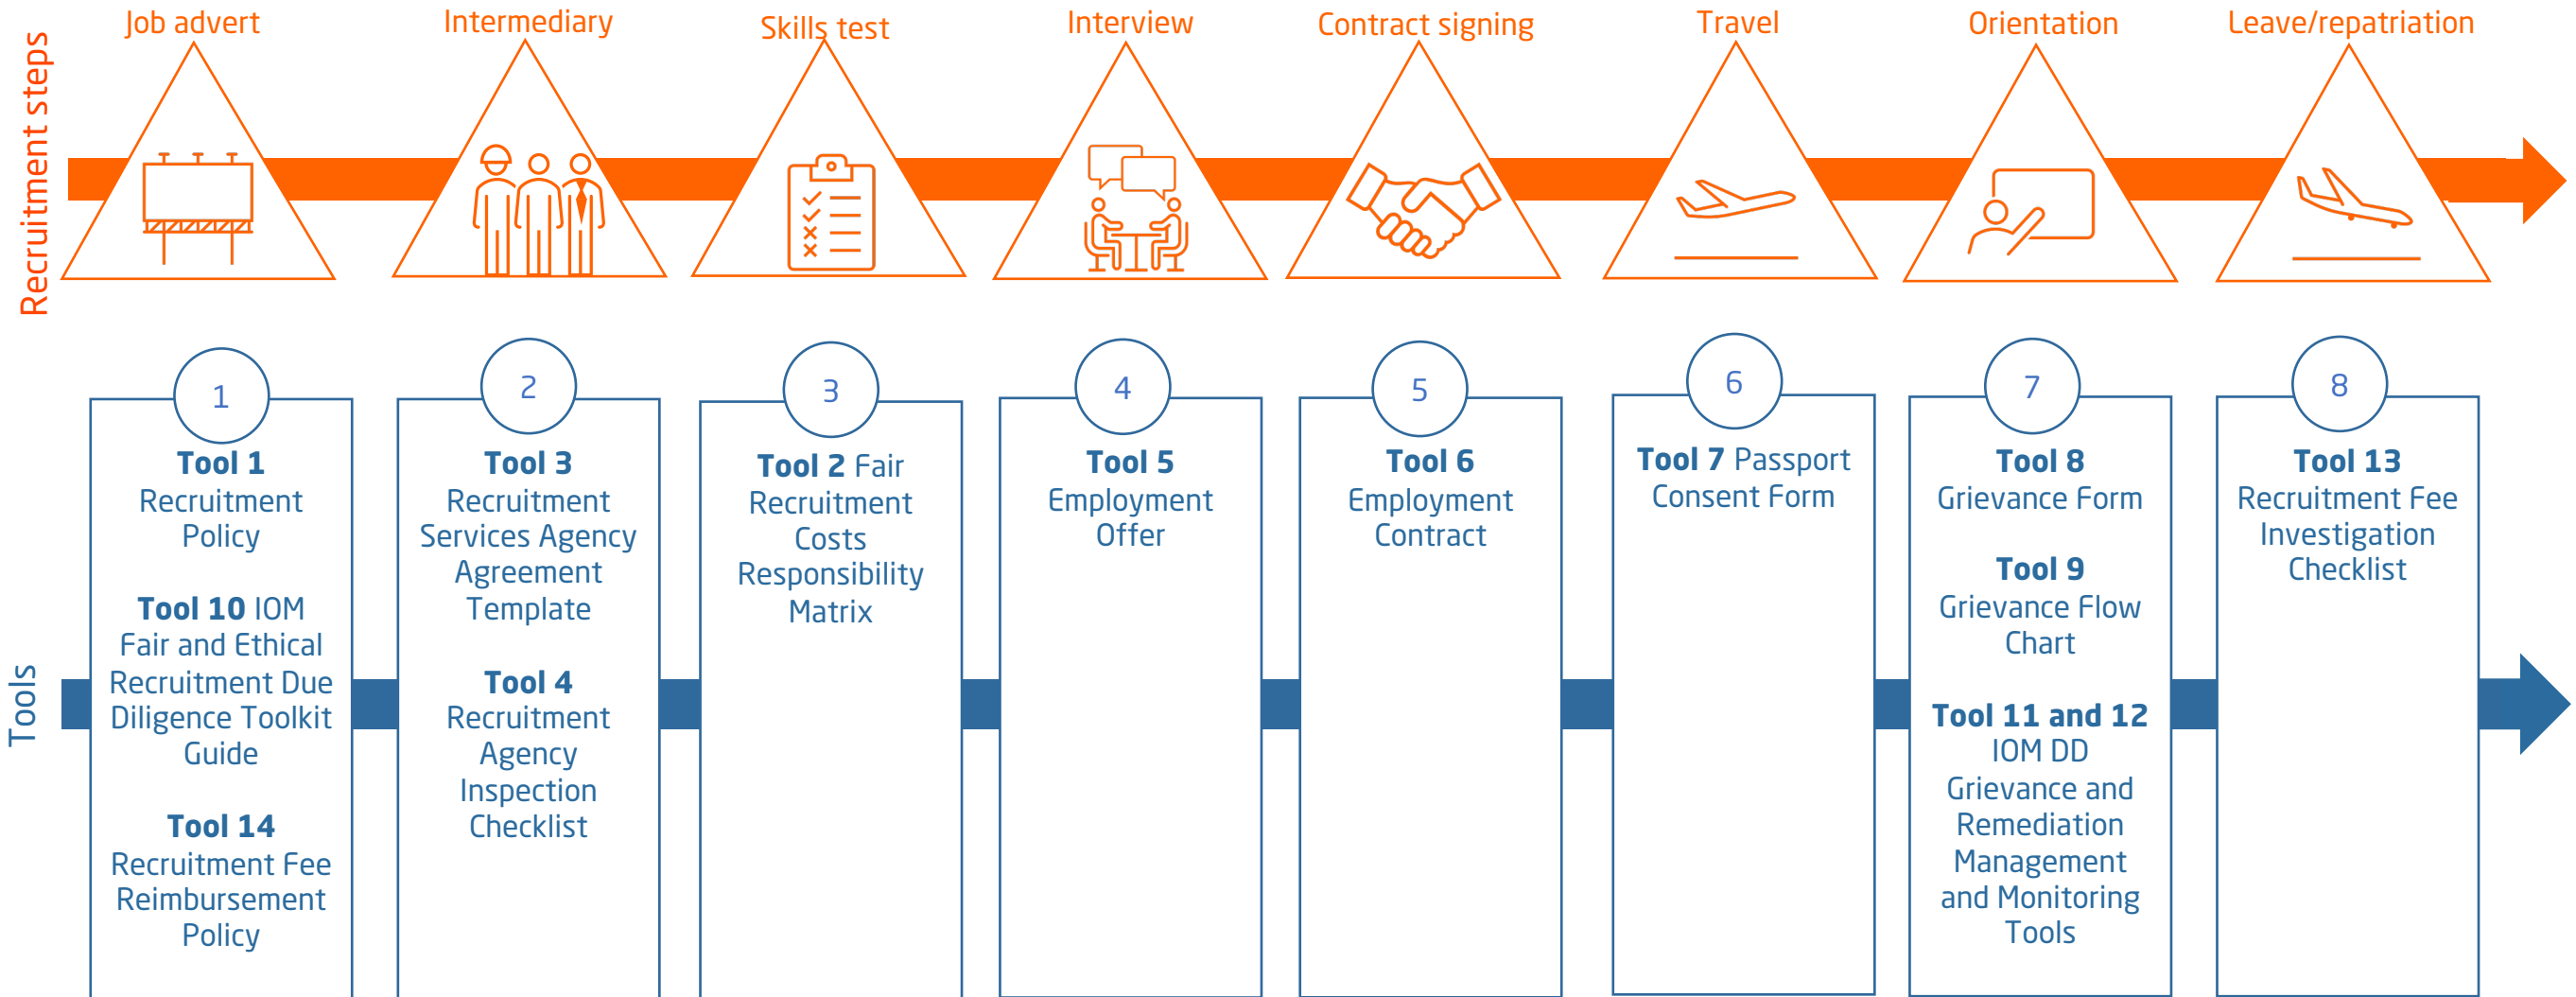 Recruitment steps
Job advert
Intermediary
Skills test
Interview
Contract signing
Travel
Orientation
Leave/repatriation
Tools
1
Tool 1
Recruitment
Policy
Tool 10 IOM
Fair and Ethical
Recruitment Due
Diligence Toolkit
Guide
Tool 14
Recruitment Fee
Reimbursement
Policy
2
Tool 3
Recruitment
Services Agency
Agreement
Template
Tool 4
Recruitment
Agency
Inspection
Checklist
3
Tool 2 Fair
Recruitment
Costs
Responsibility
Matrix
4
Tool 5
Employment
Offer
5
Tool 6
Employment
Contract
6
Tool 7 Passport
Consent Form
7
Tool 8
Grievance Form
Tool 9
Grievance Flow
Chart
Tool 11 and 12
IOM DD
Grievance and
Remediation
Management
and Monitoring
Tools
8
Tool 13
Recruitment Fee
Investigation
Checklist